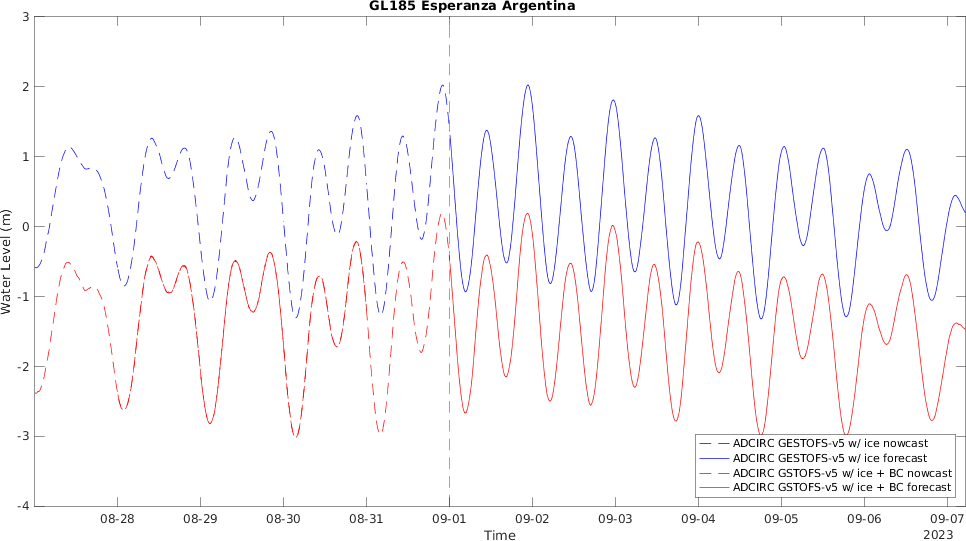 GL185 Esperanza Argentina
3
2
1
0
-1
-2
-3
-4
Water Level (m)
08-28
08-29
08-30
08-31
09-01
09-02
09-03
09-04
09-05
09-06
09-07
Time
2023
ADCIRC GESTOFS-v5 w/ ice nowcast
ADCIRC GESTOFS-v5 w/ ice forecast
ADCIRC GSTOFS-v5 w/ ice + BC nowcast
ADCIRC GSTOFS-v5 w/ ice + BC forecast